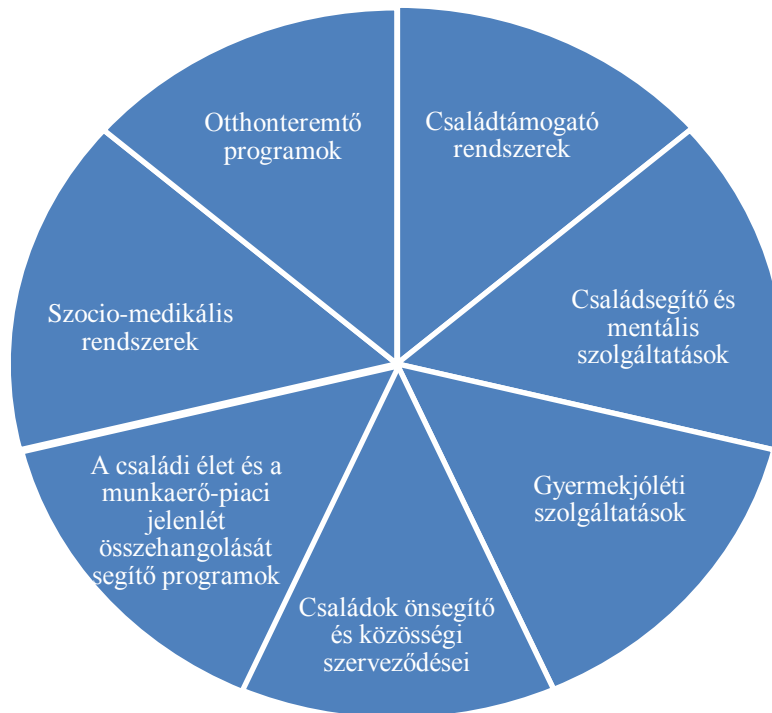 Családtámogató
rendszerek
Családsegítő és
mentális
szolgáltatások
Gyermekjóléti
szolgáltatások
Családok önsegítő
és közösségi
szerveződései
A családi élet és a
munkaerő-piaci
jelenlét
összehangolását
segítő programok
Szocio-medikális
rendszerek
Otthonteremtő
programok